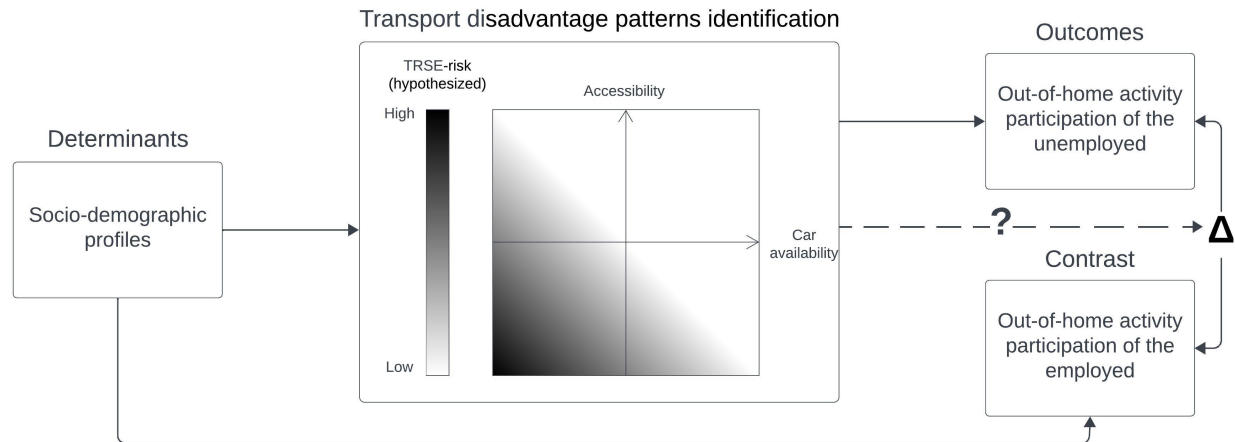 Transport disadvantage patterns identification
TRSE-risk
(hypothesized)
High
Low
Accessibility
Car
availability
Determinants
Socio-demographic
profiles
Outcomes
Out-of-home activity
participation of the
unemployed
?
Δ
Contrast
Out-of-home activity
participation of the
employed